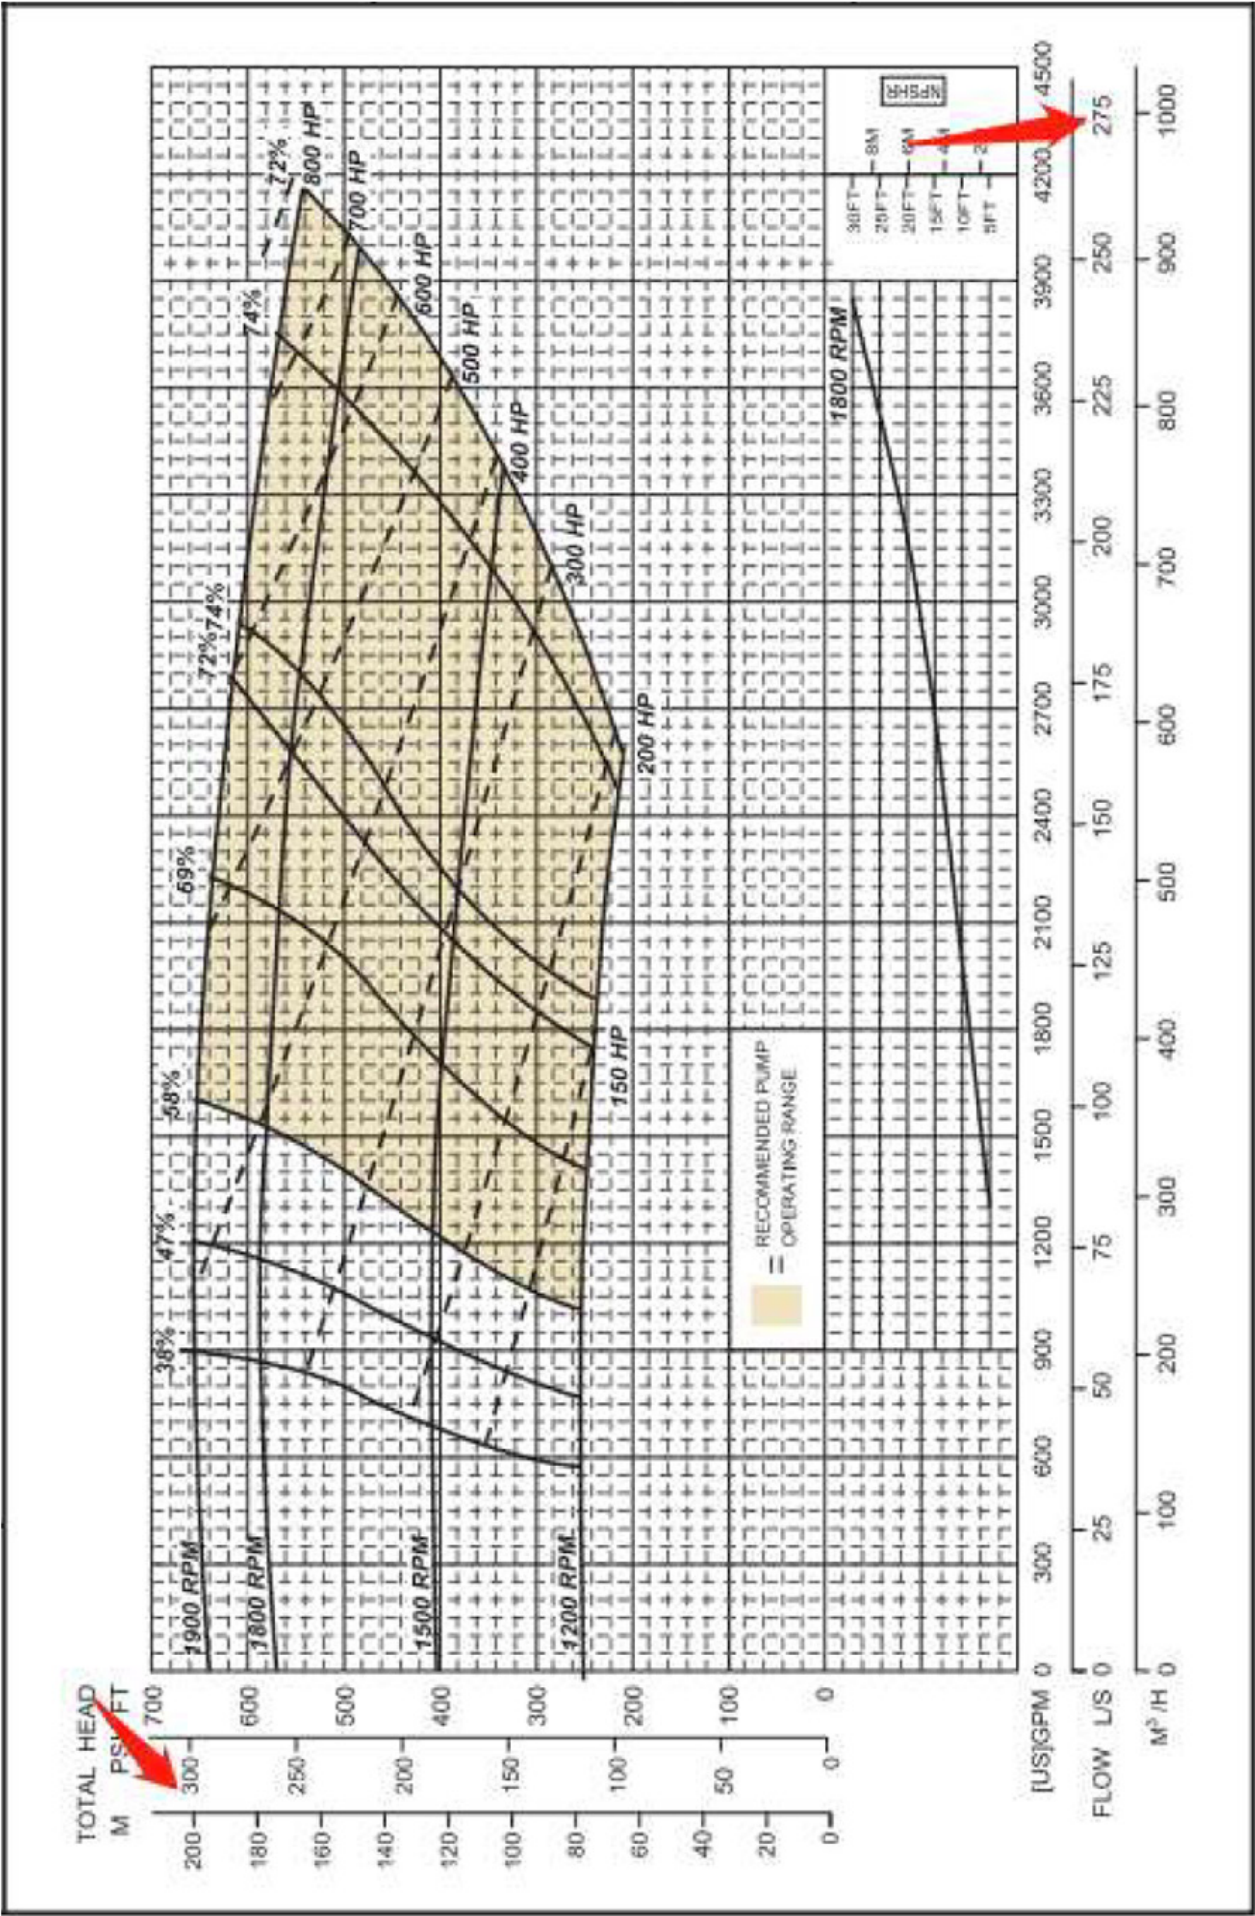 TOTAL HEAD
M PSI FT
700
600
500
400
300
200
100
0
300
250
200
150
100
50
0
200
180
160
140
120
100
80
60
40
20
0
1900 RPM
1800 RPM
1500 RPM
1200 RPM
38%
47%
58%
69%
72%
74%
74%
72%
800 HP
700 HP
600 HP
500 HP
400 HP
300 HP
200 HP
150 HP
= RECOMMENDED PUMP
OPERATING RANGE
1800 RPM
NPSHR
30FT
25FT
20FT
15FT
10FT
5FT
8M
6M
[US]GPM 0 300 600 900 1200 1500 1800 2100 2400 2700 3000 3300 3600 3900 4200 4500
FLOW L/S 0 25 50 75 100 125 150 175 200 225 250 275
M³/H 0 100 200 300 400 500 600 700 800 900 1000